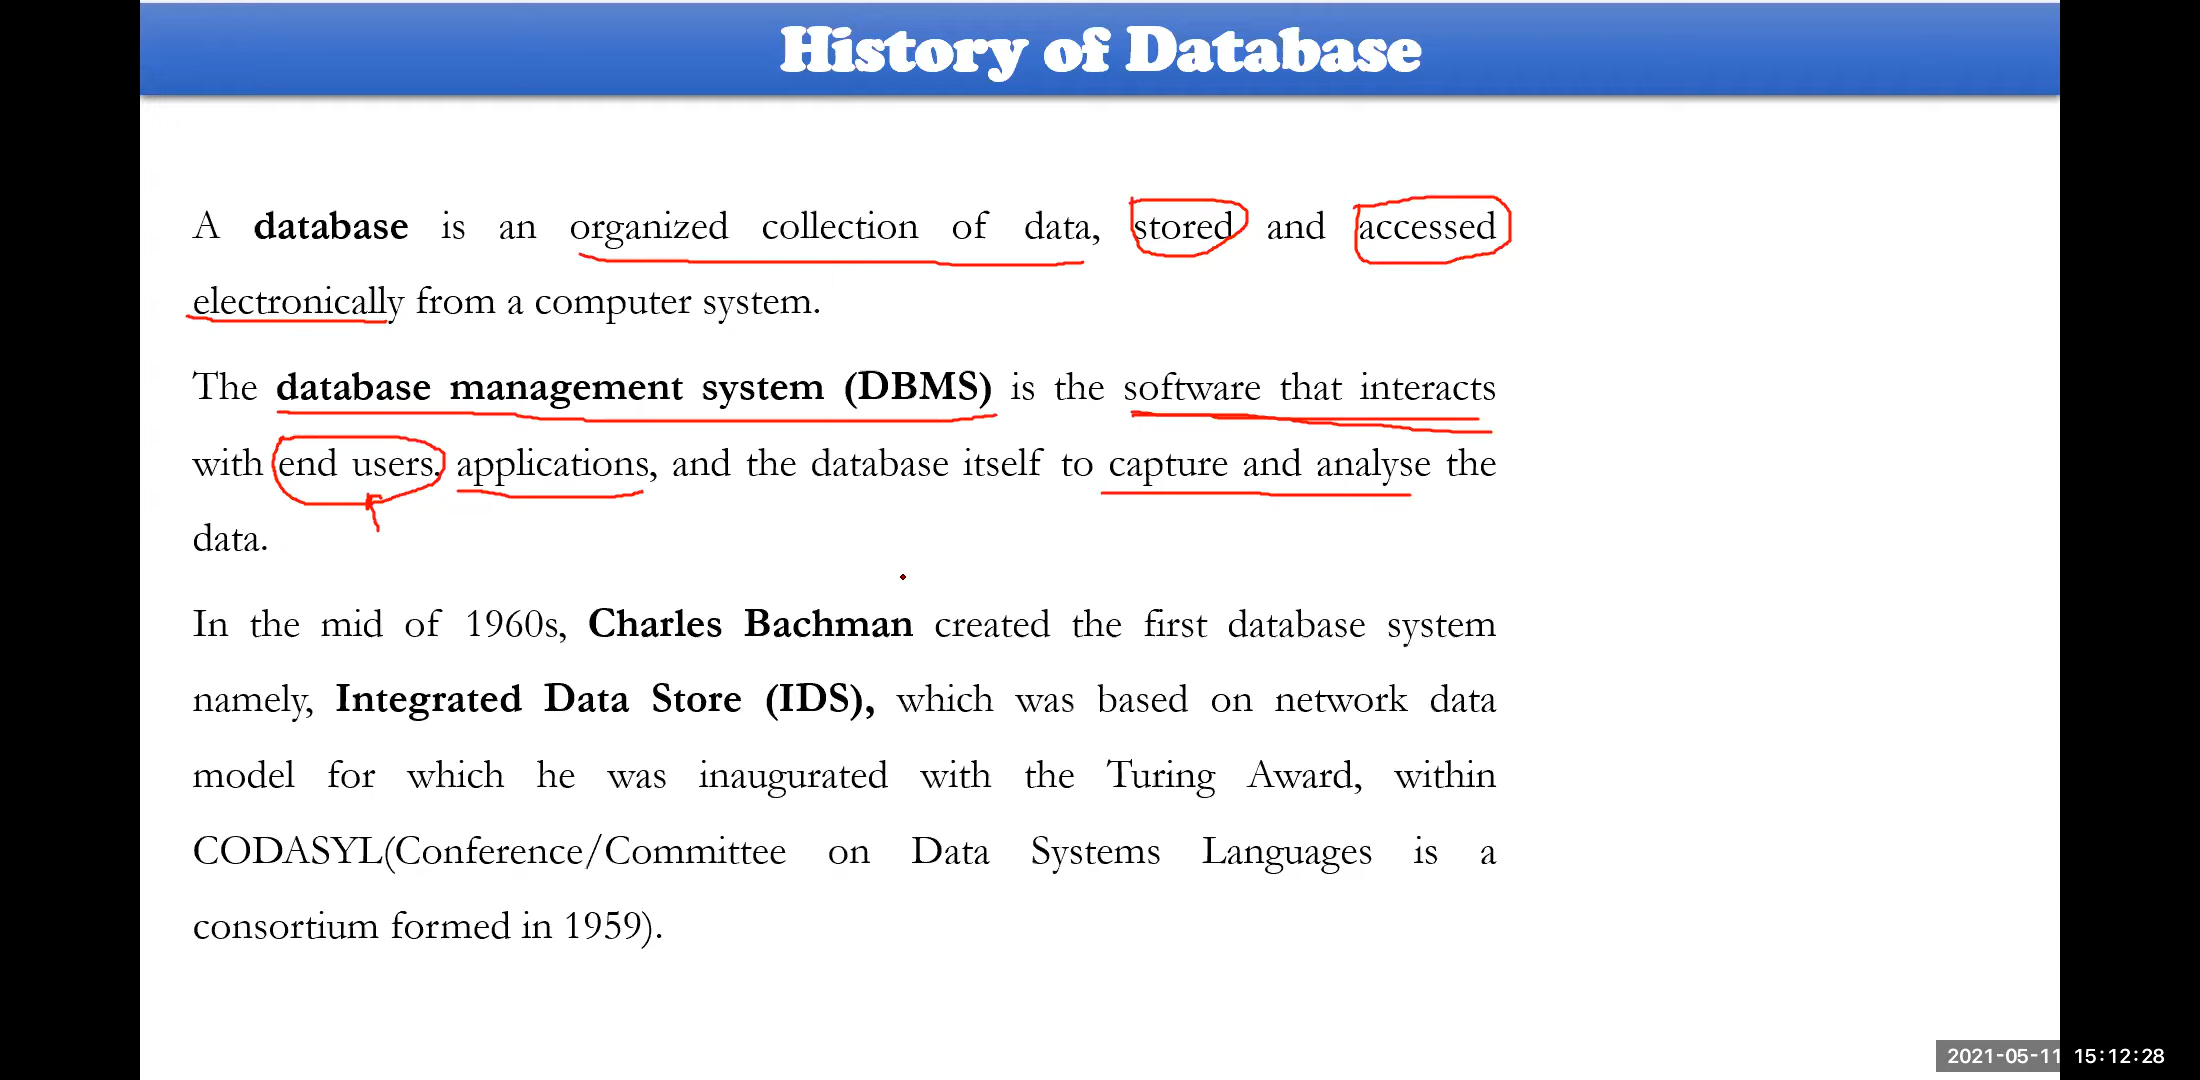 History of Database
A database is an organized collection of data, stored and accessed
electronically from a computer system.
The database management system (DBMS) is the software that interacts
with end users, applications, and the database itself to capture and analyse the
data.
In the mid of 1960s, Charles Bachman created the first database system
namely, Integrated Data Store (IDS), which was based on network data
model for which he was inaugurated with the Turing Award, within
CODASYL(Conference/Committee on Data Systems Languages is a
consortium formed in 1959).
2021-05-11 15:12:28